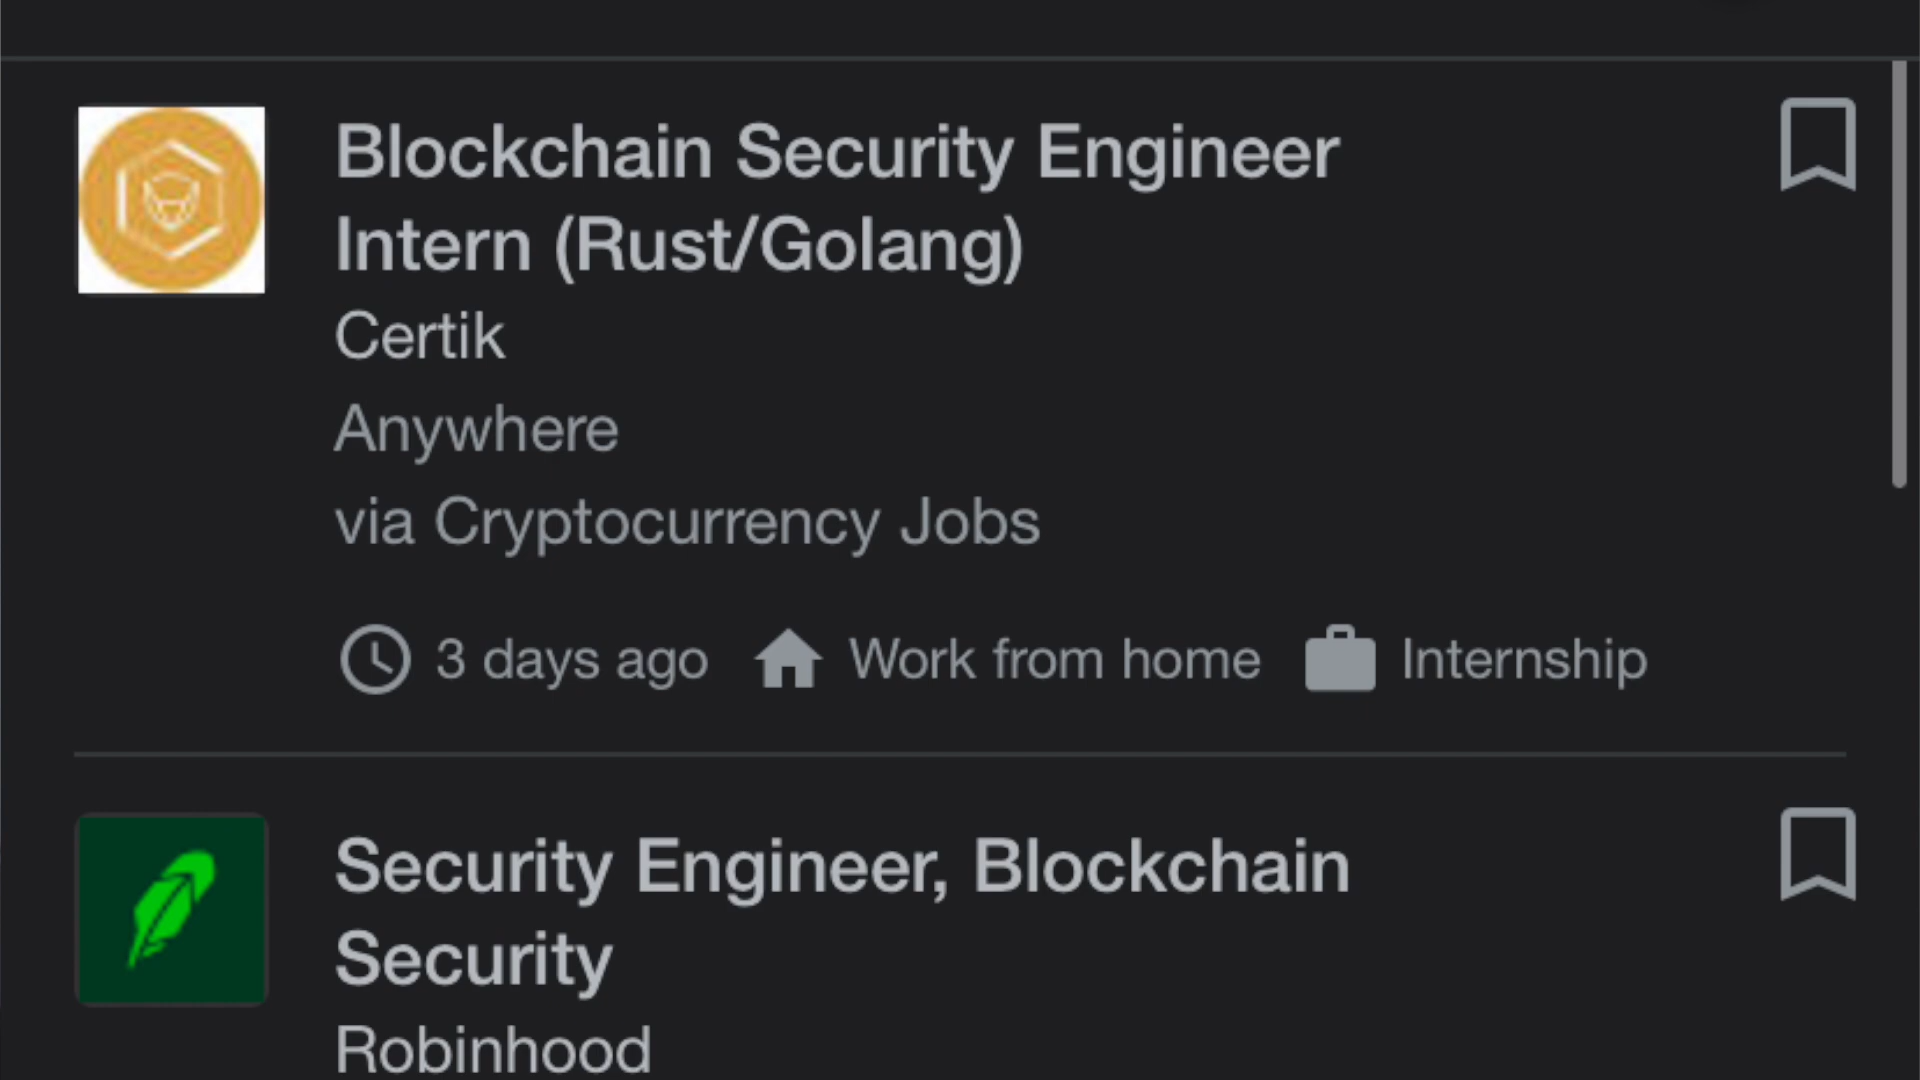 Blockchain Security Engineer
Intern (Rust/Golang)
Certik
Anywhere
via Cryptocurrency Jobs
3 days ago Work from home Internship
Security Engineer, Blockchain
Security
Robinhood